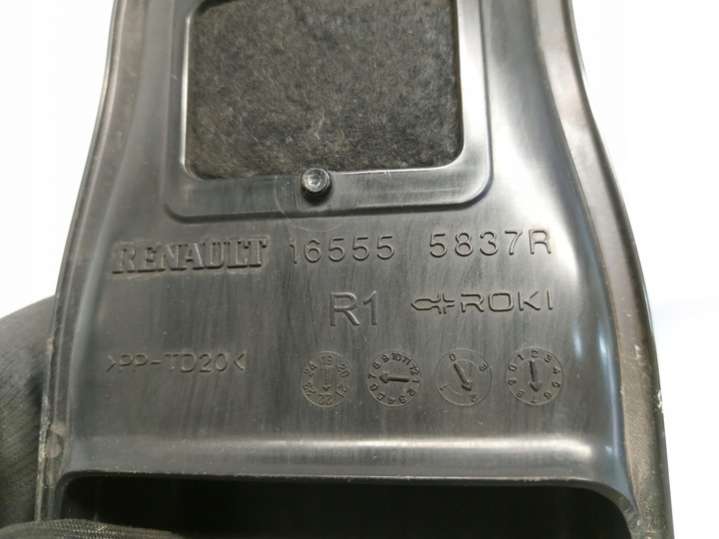 RENAULT 16555 5837R
R1 ROKI
>PP-TD20<